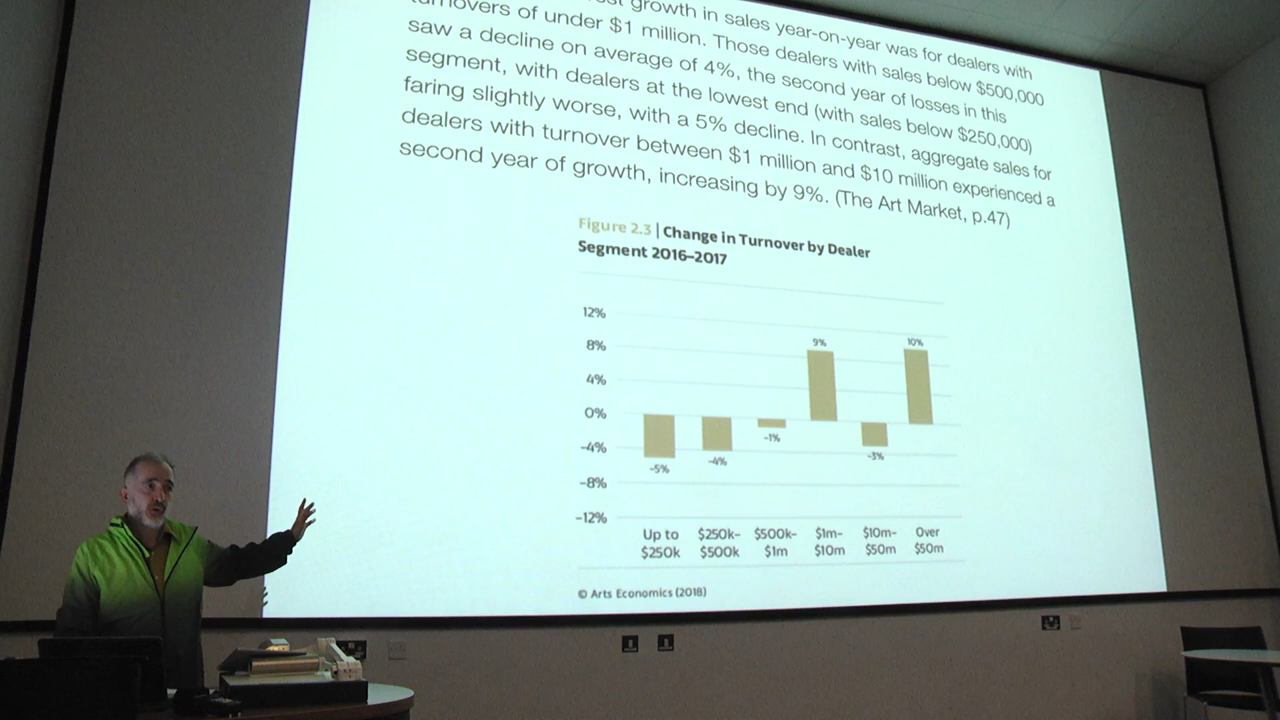 growth in sales year-on-year was for dealers with
turnovers of under $1 million. Those dealers with sales below $500,000
saw a decline on average of 4%, the second year of losses in this
segment, with dealers at the lowest end (with sales below $250,000)
faring slightly worse, with a 5% decline. In contrast, aggregate sales for
dealers with turnover between $1 million and $10 million experienced a
second year of growth, increasing by 9%. (The Art Market, p.47)
Figure 2.3 | Change in Turnover by Dealer
Segment 2016–2017
12%
8%
4%
0%
-4%
-8%
-12%
-5%
-4%
-1%
9%
-3%
10%
Up to
$250k
$250k-
$500k
$500k-
$1m
$1m-
$10m
$10m-
$50m
Over
$50m
© Arts Economics (2018)